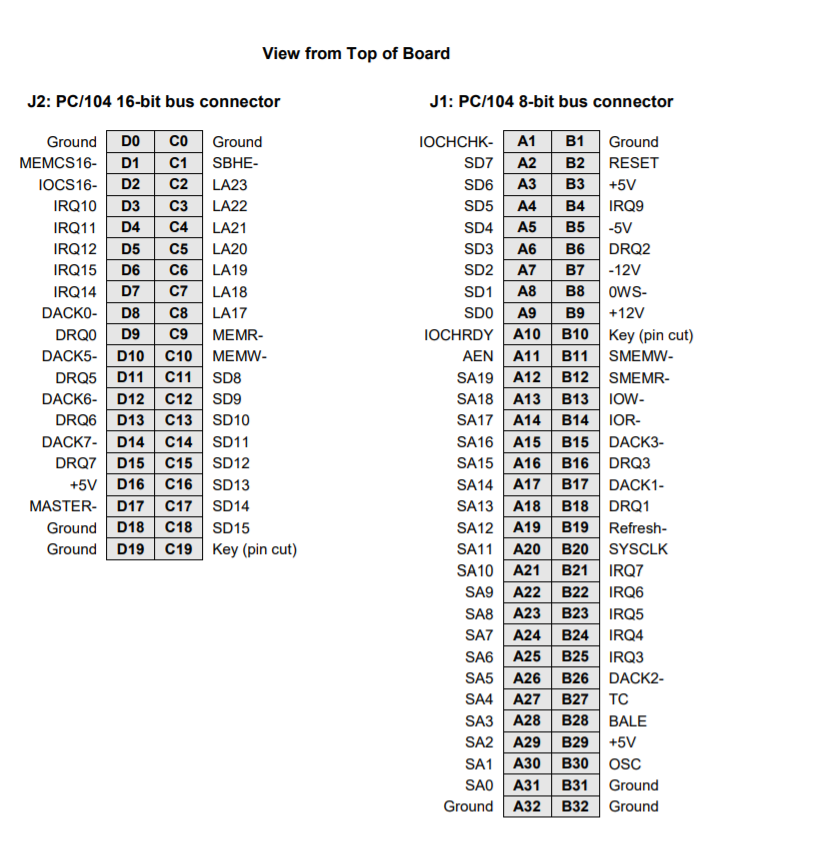 View from Top of Board
J2: PC/104 16-bit bus connector
Ground D0 C0 Ground
MEMCS16- D1 C1 SBHE-
IOCS16- D2 C2 LA23
IRQ10 D3 C3 LA22
IRQ11 D4 C4 LA21
IRQ12 D5 C5 LA20
IRQ15 D6 C6 LA19
IRQ14 D7 C7 LA18
DACK0- D8 C8 LA17
DRQ0 D9 C9 MEMR-
DACK5- D10 C10 MEMW-
DRQ5 D11 C11 SD8
DACK6- D12 C12 SD9
DRQ6 D13 C13 SD10
DACK7- D14 C14 SD11
DRQ7 D15 C15 SD12
+5V D16 C16 SD13
MASTER- D17 C17 SD14
Ground D18 C18 SD15
Ground D19 C19 Key (pin cut)
J1: PC/104 8-bit bus connector
IOCHCHK- A1 B1 Ground
SD7 A2 B2 RESET
SD6 A3 B3 +5V
SD5 A4 B4 IRQ9
SD4 A5 B5 -5V
SD3 A6 B6 DRQ2
SD2 A7 B7 -12V
SD1 A8 B8 0WS-
SD0 A9 B9 +12V
IOCHRDY A10 B10 Key (pin cut)
AEN A11 B11 SMEMW-
SA19 A12 B12 SMEMR-
SA18 A13 B13 IOW-
SA17 A14 B14 IOR-
SA16 A15 B15 DACK3-
SA15 A16 B16 DRQ3
SA14 A17 B17 DACK1-
SA13 A18 B18 DRQ1
SA12 A19 B19 Refresh-
SA11 A20 B20 SYSCLK
SA10 A21 B21 IRQ7
SA9 A22 B22 IRQ6
SA8 A23 B23 IRQ5
SA7 A24 B24 IRQ4
SA6 A25 B25 IRQ3
SA5 A26 B26 DACK2-
SA4 A27 B27 TC
SA3 A28 B28 BALE
SA2 A29 B29 +5V
SA1 A30 B30 OSC
SA0 A31 B31 Ground
Ground A32 B32 Ground